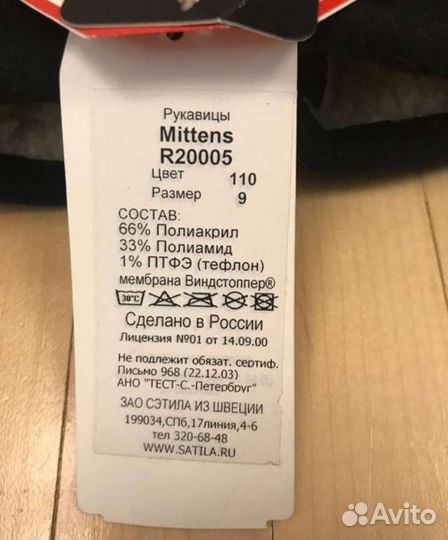 Рукавицы
Mittens
R20005
Цвет 110
Размер 9
СОСТАВ:
66% Полиакрил
33% Полиамид
1% ПТФЭ (тефлон)
мембрана Виндстоппер®
30°C
Сделано в России
Лицензия №01 от 14.09.00
Не подлежит обязат. сертиф.
Письмо 968 (22.12.03)
АНО "ТЕСТ-С.-Петербург"
ЗАО СЭТИЛА ИЗ ШВЕЦИИ
199034,СПб,17линия,4-6
тел 320-68-48
WWW.SATILA.RU
Avito